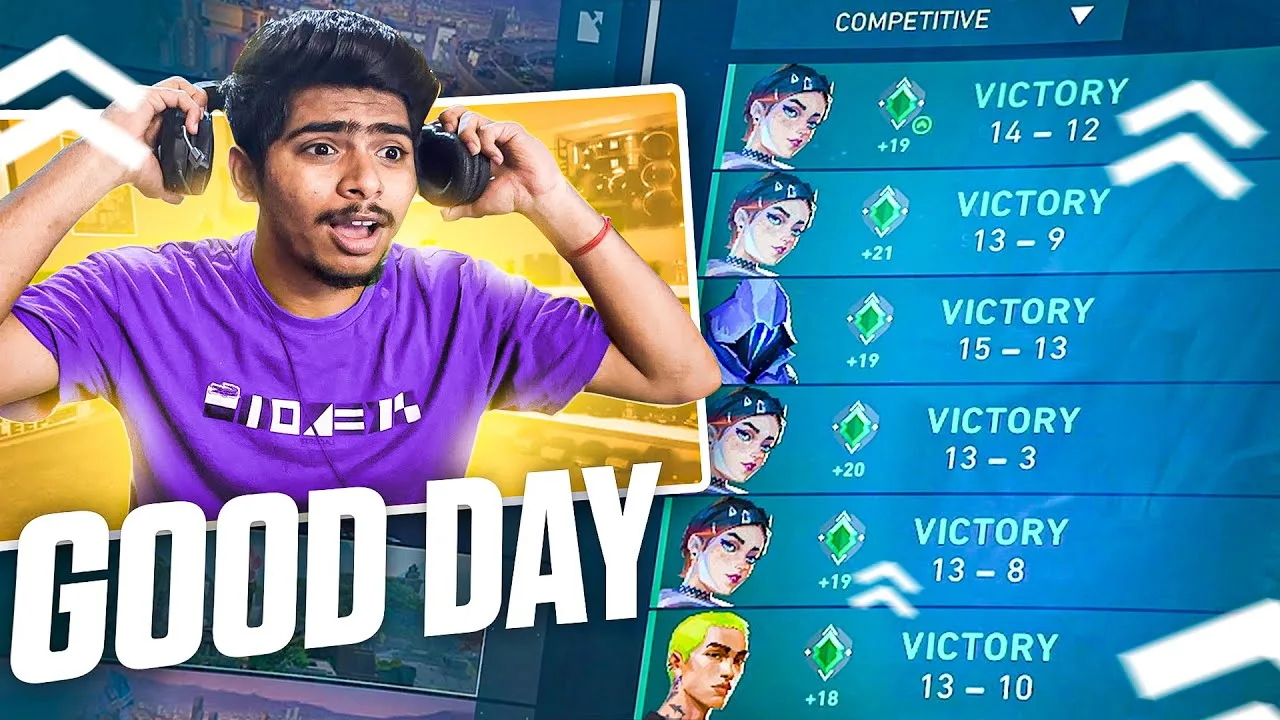 COMPETITIVE
VICTORY
14 – 12
+19
VICTORY
13 – 9
+21
VICTORY
15 – 13
+19
VICTORY
13 – 3
+20
VICTORY
13 – 8
+19
VICTORY
13 – 10
+18
GOOD DAY